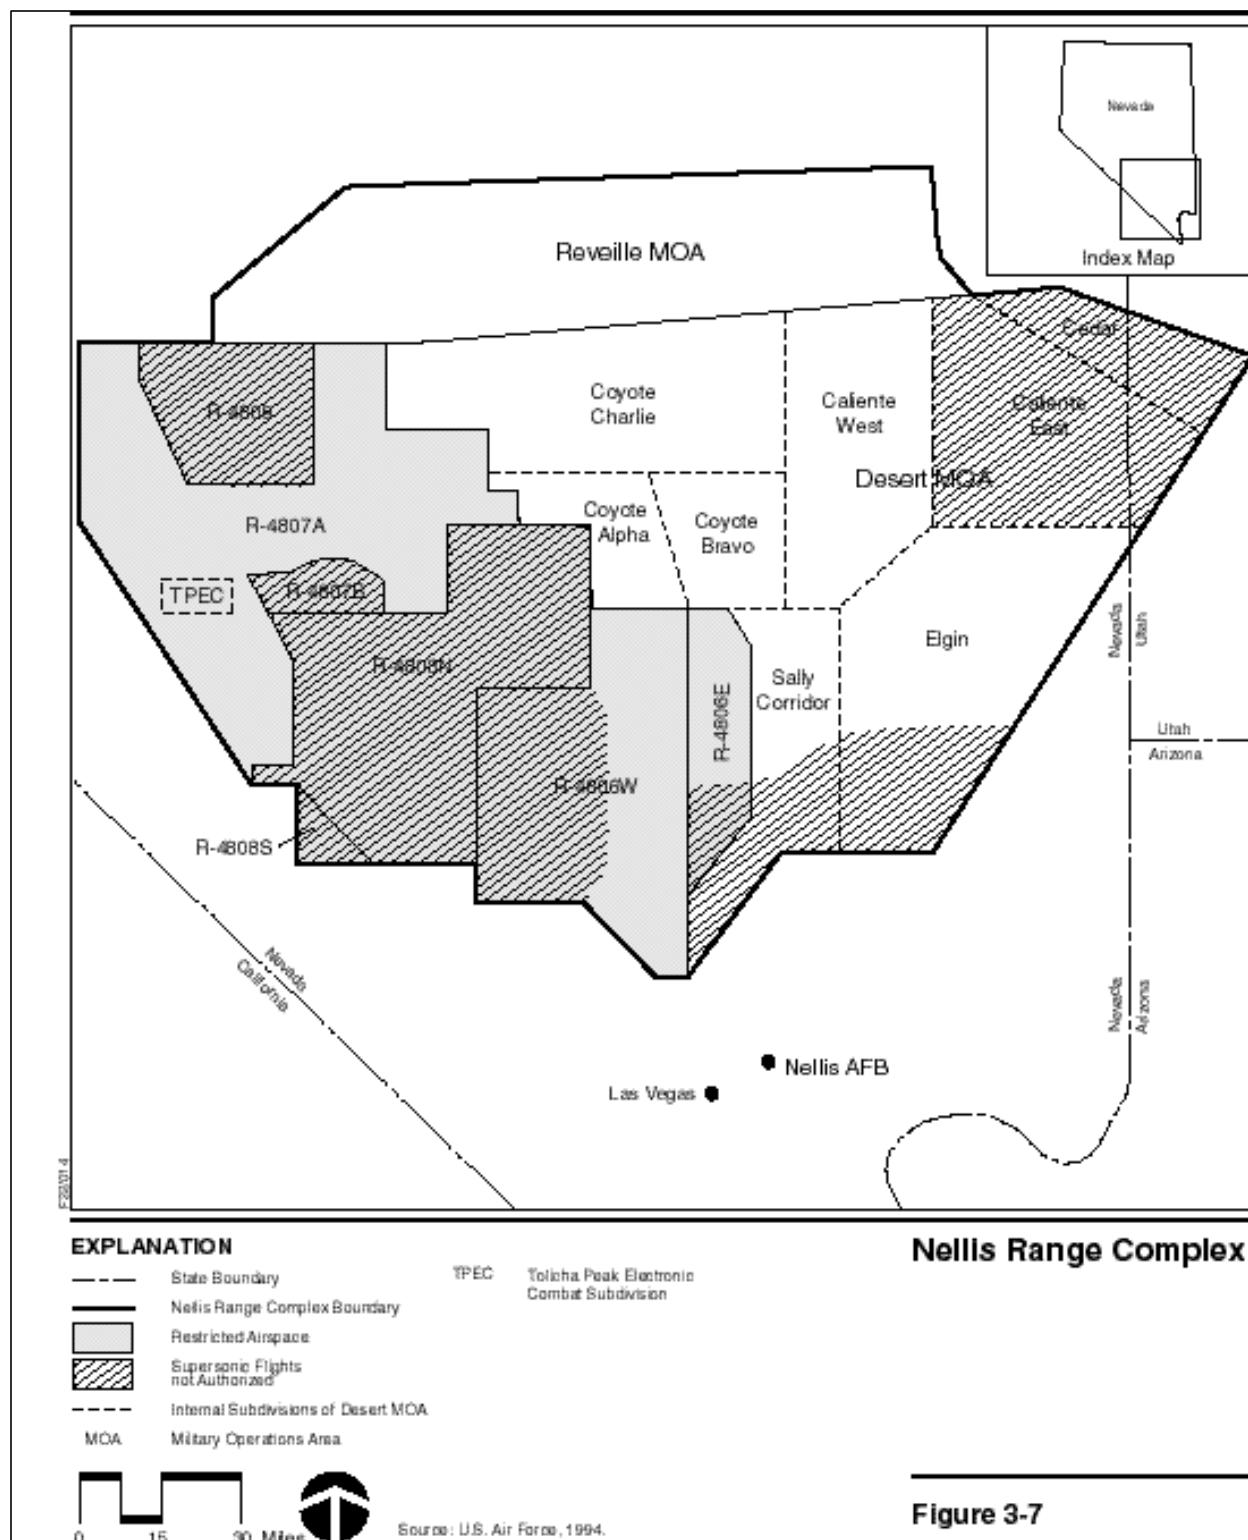 Nevada
Index Map
Reveille MOA
Cedar
R-4809
Coyote
Charlie
Caliente
West
Caliente
East
Desert MOA
R-4807A
Coyote
Alpha
Coyote
Bravo
TPEC
R-4807B
Nevada
Utah
Elgin
R-4808N
Sally
Corridor
R-4806E
Utah
Arizona
R-4806W
R-4808S
Nevada
California
Nevada
Arizona
Nellis AFB
Las Vegas
EXPLANATION
State Boundary
Nellis Range Complex Boundary
Restricted Airspace
Supersonic Flights
not Authorized
Internal Subdivisions of Desert MOA
MOA Military Operations Area
TPEC Tolicha Peak Electronic
Combat Subdivision
Nellis Range Complex
0 15 30 Miles
Source: U.S. Air Force, 1994.
Figure 3-7